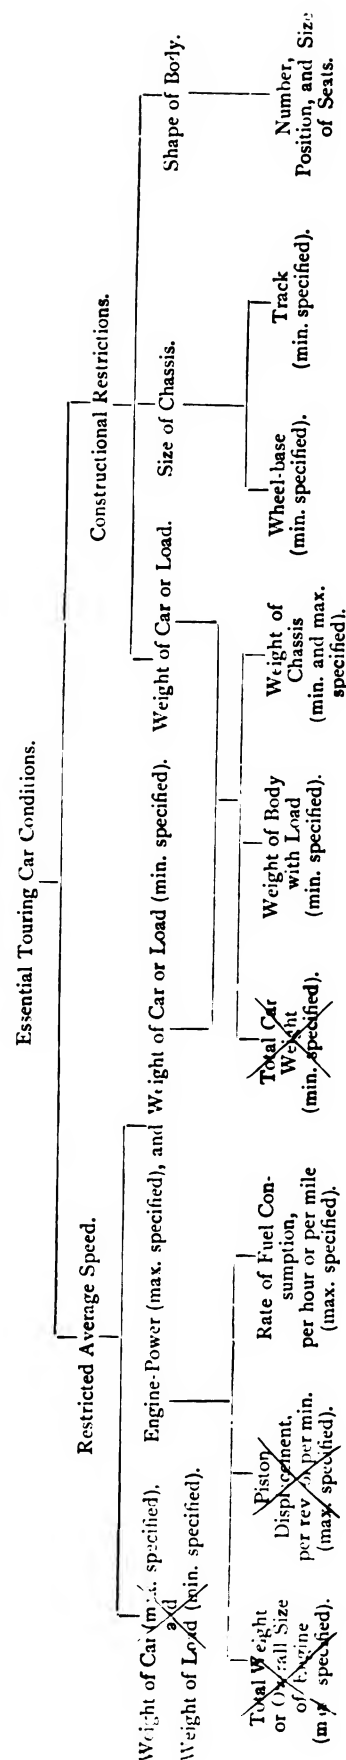 Essential Touring Car Conditions.
Restricted Average Speed.
Constructional Restrictions.
Weight of Car (max. specified),
and
Weight of Load (min. specified).
Engine-Power (max. specified), and Weight of Car or Load (min. specified).
Weight of Car or Load.
Size of Chassis.
Shape of Body.
Total Weight
or Overall Size
of Engine
(max. specified).
Piston
Displacement,
per rev. or per min.
(max. specified).
Rate of Fuel Con-
sumption,
per hour or per mile
(max. specified).
Total Car
Weight
(min. specified).
Weight of Body
with Load
(min. specified).
Weight of
Chassis
(min. and max.
specified).
Wheel-base
(min. specified).
Track
(min. specified).
Number,
Position, and Size
of Seats.